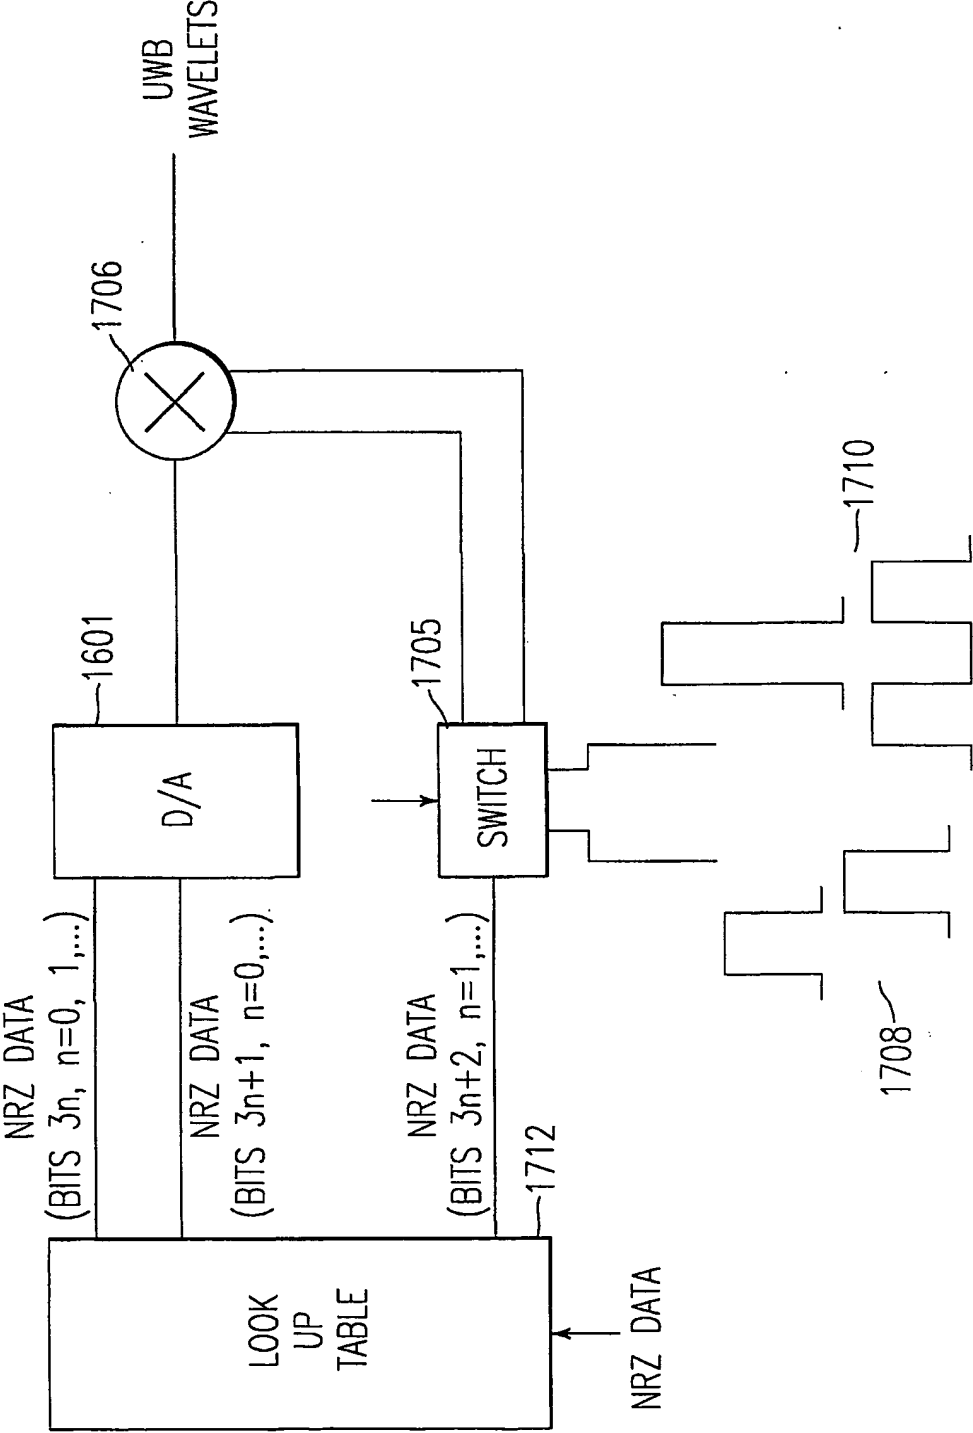 LOOK
UP
TABLE
1712
NRZ DATA
NRZ DATA
(BITS 3n, n=0, 1,...)
NRZ DATA
(BITS 3n+1, n=0,...)
NRZ DATA
(BITS 3n+2, n=1,...)
D/A
1601
SWITCH
1705
1706
UWB
WAVELETS
1708
1710